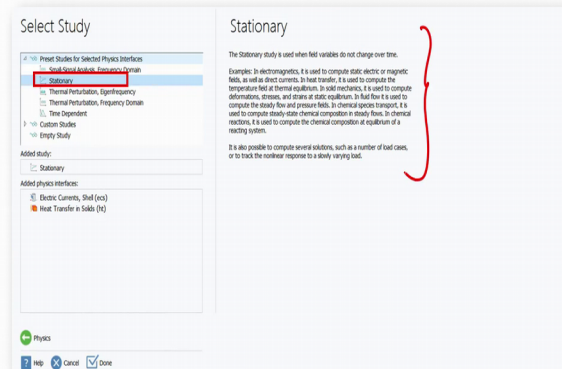 Select Study
Preset Studies for Selected Physics Interfaces
Small-Signal Analysis, Frequency Domain
Stationary
Thermal Perturbation, Eigenfrequency
Thermal Perturbation, Frequency Domain
Time Dependent
Custom Studies
Empty Study
Added study:
Stationary
Added physics interfaces:
Electric Currents, Shell (ecs)
Heat Transfer in Solids (ht)
Physics
Help Cancel Done
Stationary
The Stationary study is used when field variables do not change over time.
Examples: In electromagnetics, it is used to compute static electric or magnetic
fields, as well as direct currents. In heat transfer, it is used to compute the
temperature field at thermal equilibrium. In solid mechanics, it is used to compute
deformations, stresses, and strains at static equilibrium. In fluid flow it is used to
compute the steady flow and pressure fields. In chemical species transport, it is
used to compute steady-state chemical composition in steady flows. In chemical
reactions, it is used to compute the chemical composition at equilibrium of a
reacting system.
It is also possible to compute several solutions, such as a number of load cases,
or to track the nonlinear response to a slowly varying load.